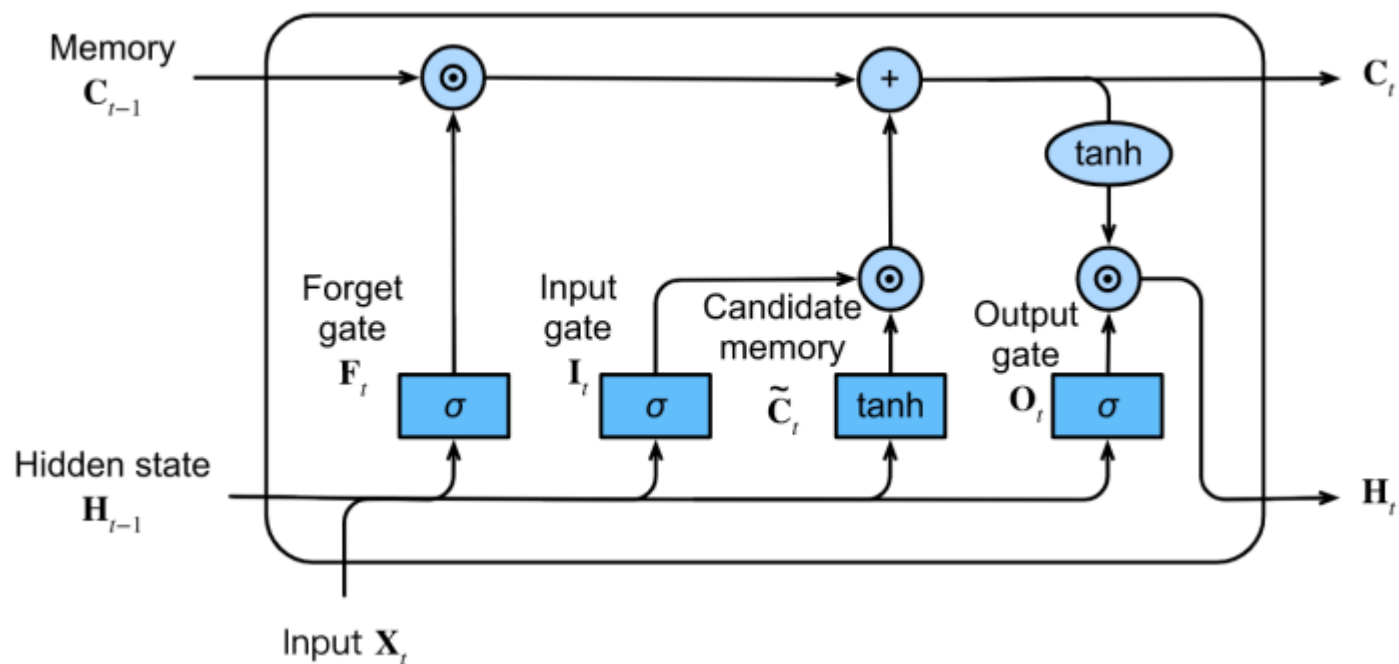 Memory
C_{t-1}
⊙
+
C_t
tanh
⊙
⊙
Forget
gate
F_t
Input
gate
I_t
Candidate
memory
C̃_t
Output
gate
O_t
σ
σ
tanh
σ
Hidden state
H_{t-1}
H_t
Input X_t